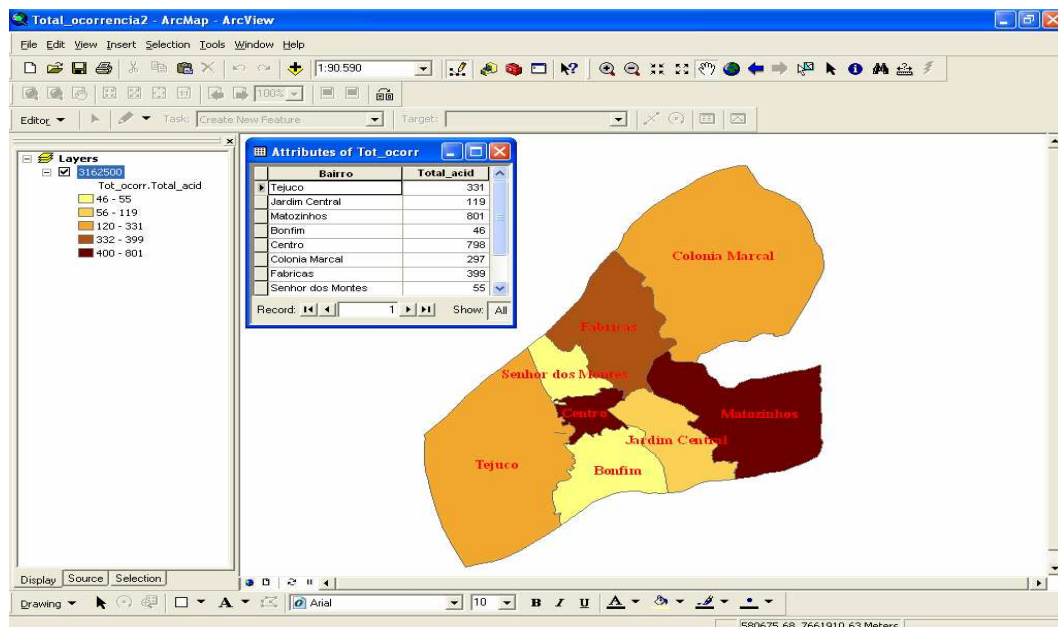 Total_ocorrencia2 - ArcMap - ArcView
File Edit View Insert Selection Tools Window Help
1:90.590
100%
Editor Task: Create New Feature Target:
Layers
3162500
Tot_ocorr.Total_acid
46 - 55
56 - 119
120 - 331
332 - 399
400 - 801
Attributes of Tot_ocorr
Bairro Total_acid
Tejuco 331
Jardim Central 119
Matozinhos 801
Bonfim 46
Centro 798
Colonia Marcal 297
Fabricas 399
Senhor dos Montes 55
Record: 1 Show: All
Colonia Marcal
Fabricas
Senhor dos Montes
Centro
Matozinhos
Jardim Central
Tejuco
Bonfim
Display Source Selection
Drawing A Arial 10 B I U A
580675,68 7661910,63 Meters